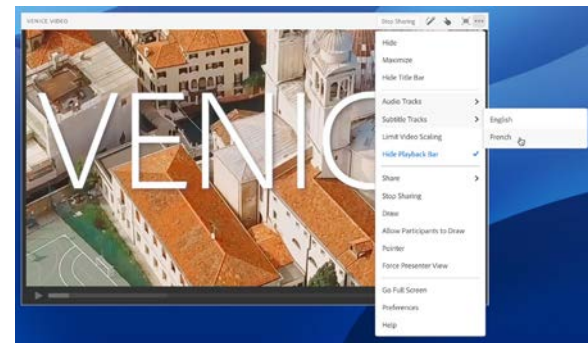 VENICE VIDEO
Stop Sharing
VENIC
Hide
Maximize
Hide Title Bar
Audio Tracks
Subtitle Tracks
Limit Video Scaling
Hide Playback Bar
Share
Stop Sharing
Draw
Allow Participants to Draw
Pointer
Force Presenter View
Go Full Screen
Preferences
Help
English
French